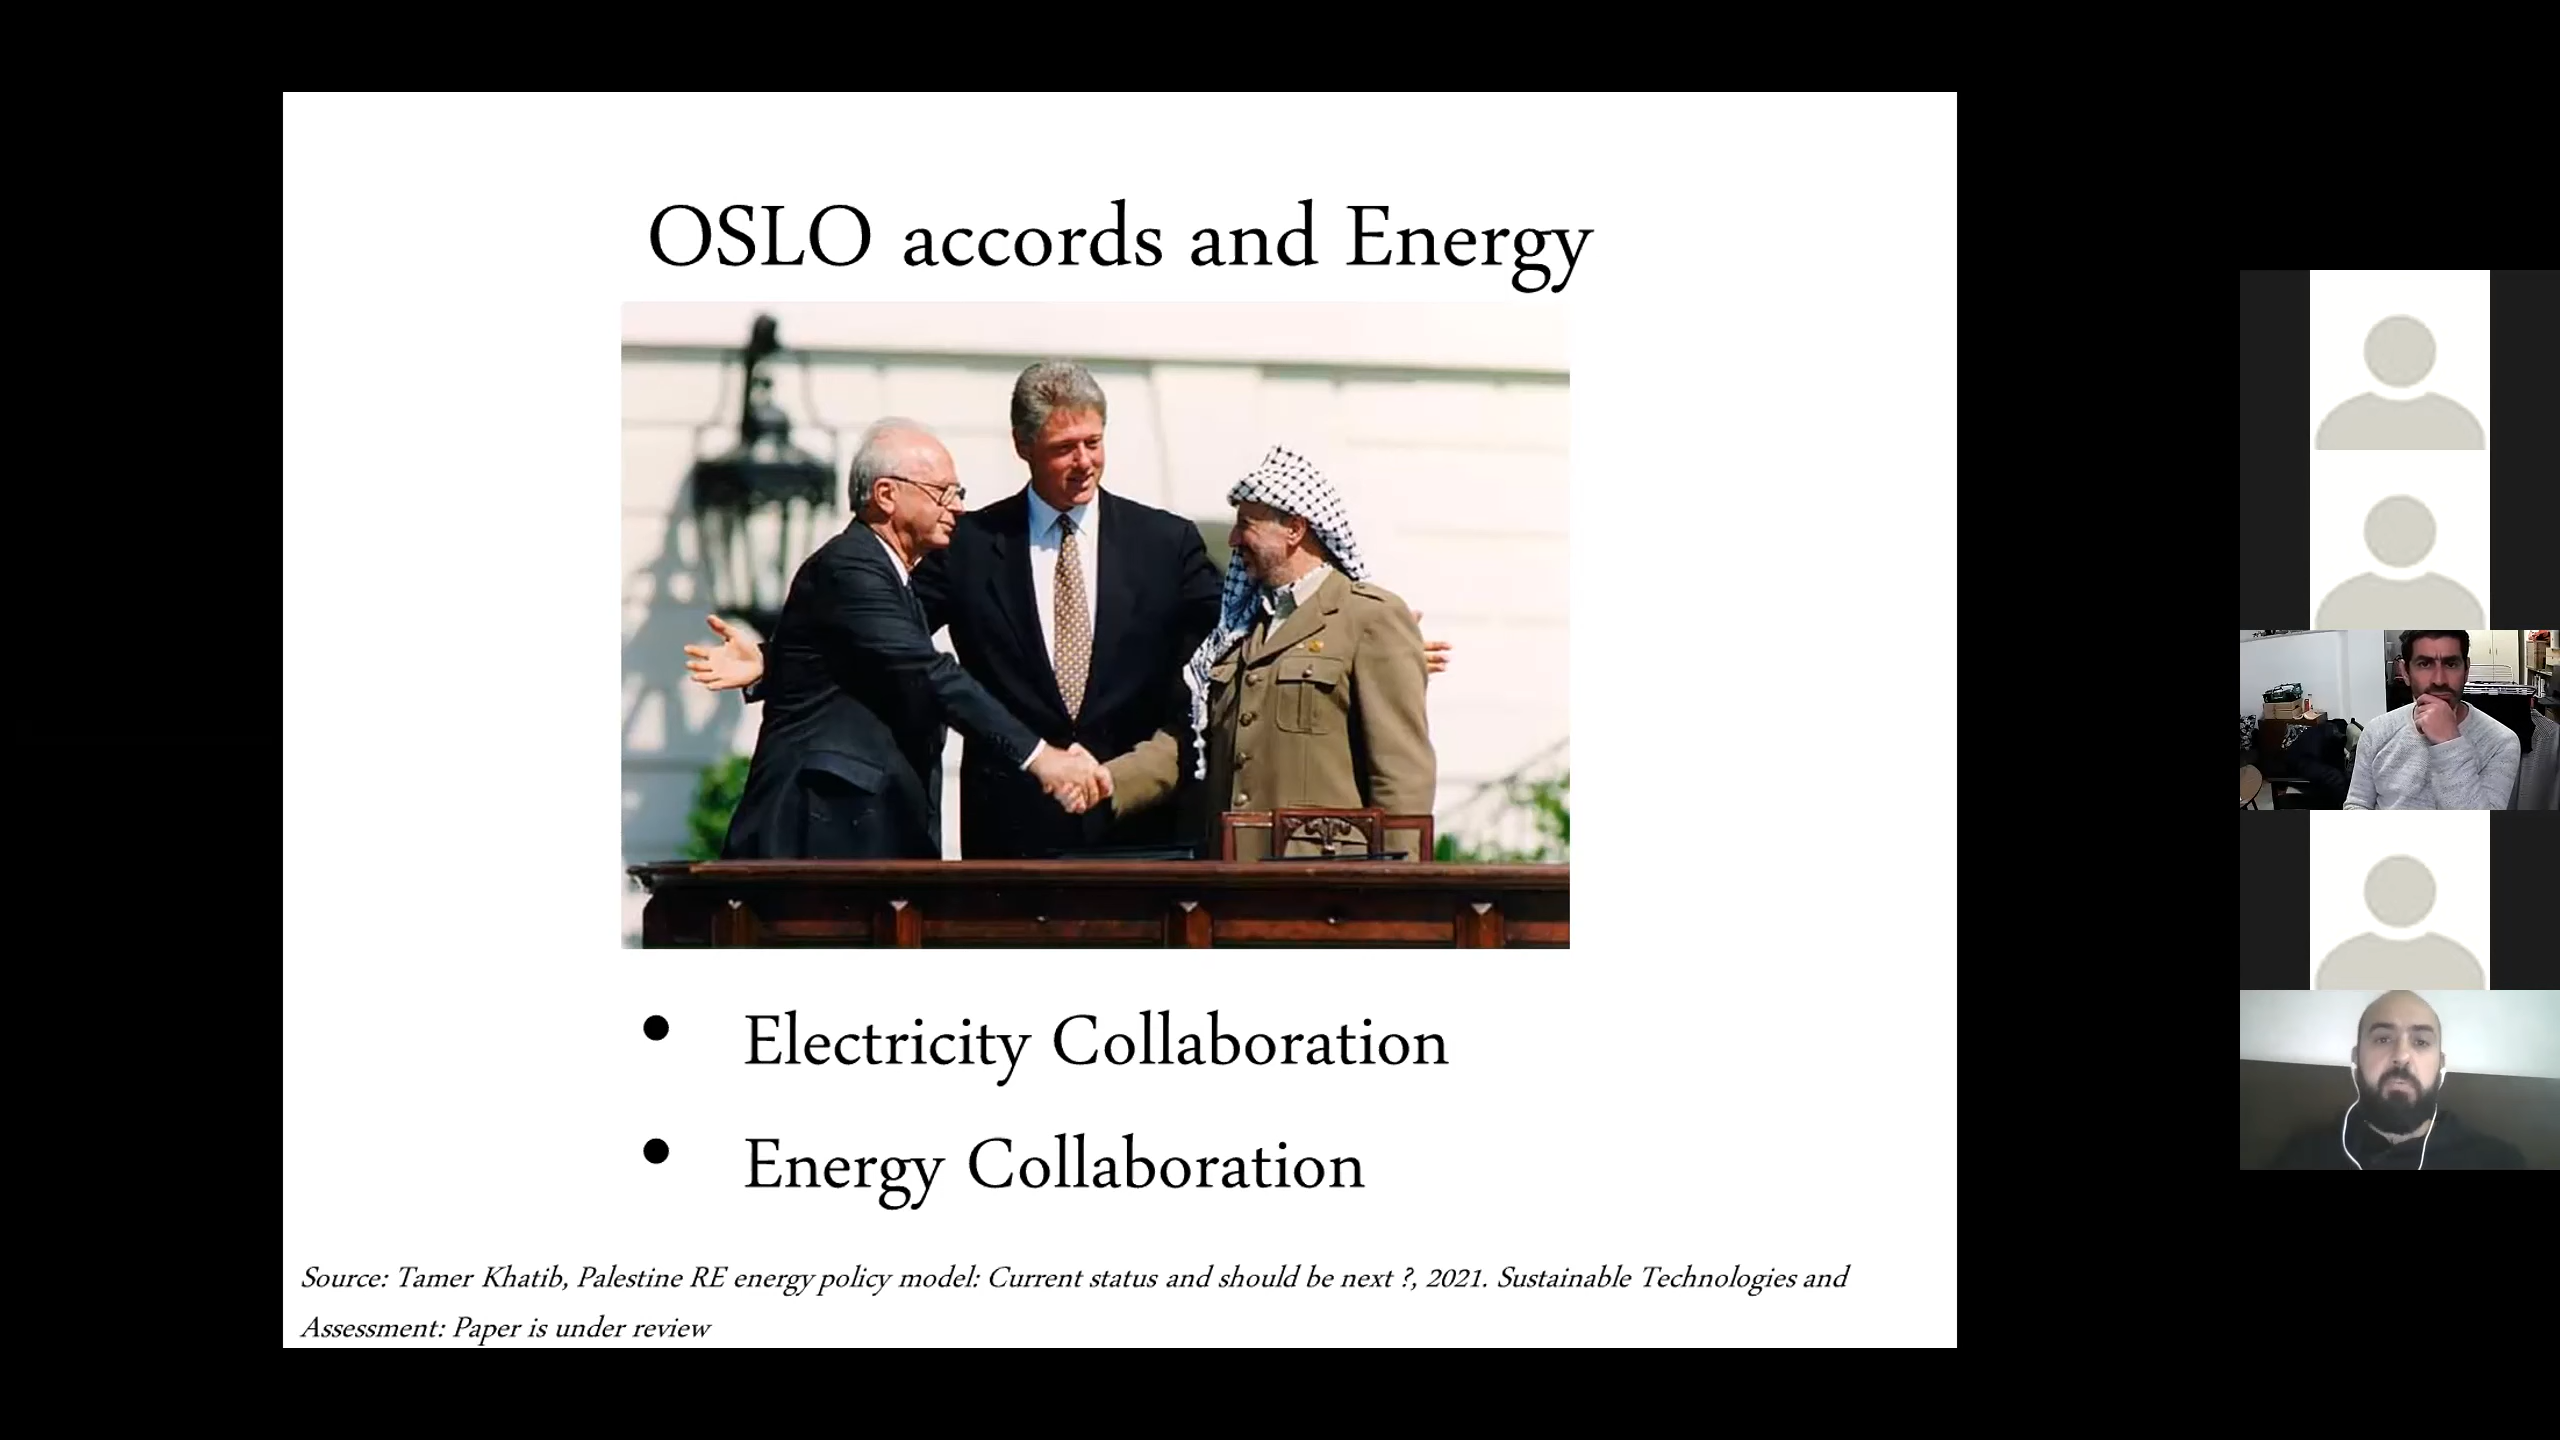 OSLO accords and Energy
• Electricity Collaboration
• Energy Collaboration
Source: Tamer Khatib, Palestine RE energy policy model: Current status and should be next ?, 2021. Sustainable Technologies and
Assessment: Paper is under review